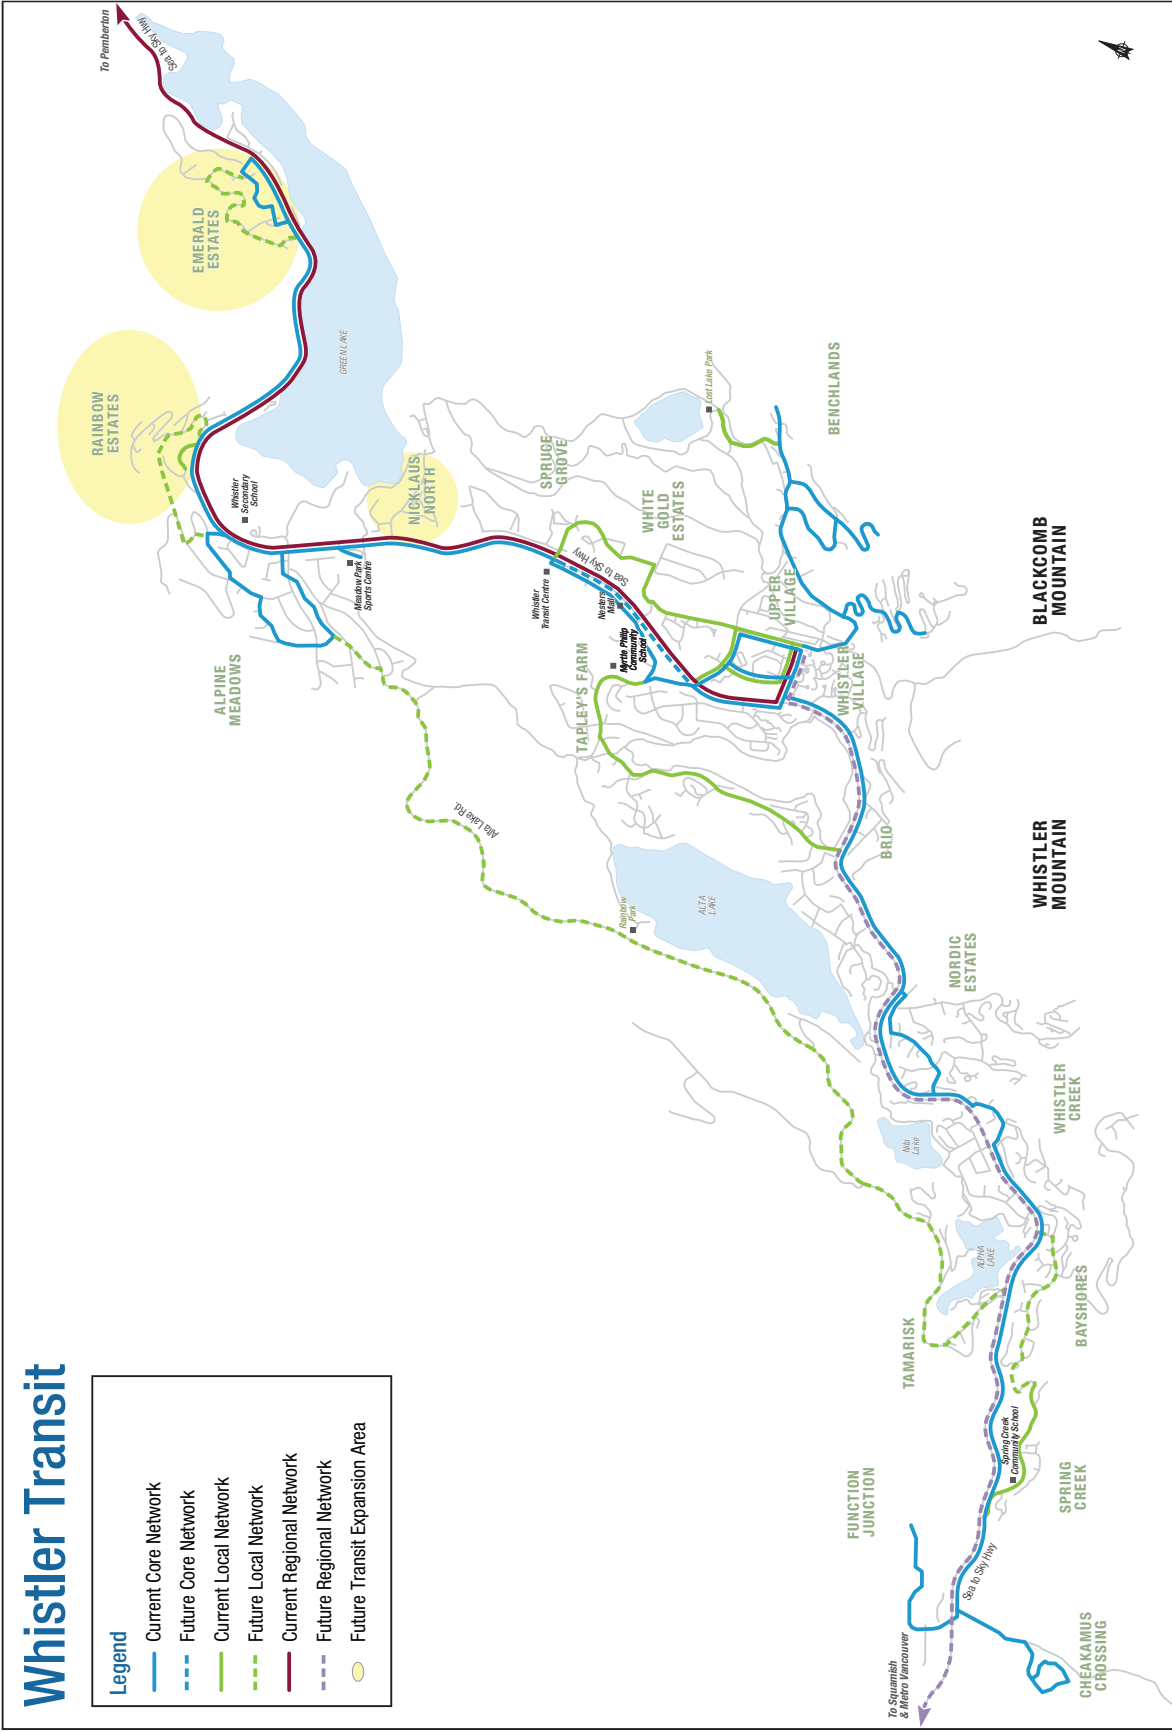 Whistler Transit
Legend
Current Core Network
Future Core Network
Current Local Network
Future Local Network
Current Regional Network
Future Regional Network
Future Transit Expansion Area
To Squamish
& Metro Vancouver
CHEAKAMUS
CROSSING
Sea to Sky Hwy
FUNCTION
JUNCTION
SPRING
CREEK
Spring Creek
Community School
TAMARISK
BAYSHORES
ALPHA
LAKE
Nita
Lake
WHISTLER
CREEK
NORDIC
ESTATES
ALTA
LAKE
Rainbow
Park
Alta Lake Rd.
BRIO
WHISTLER
MOUNTAIN
BLACKCOMB
MOUNTAIN
TAPLEY'S FARM
WHISTLER
VILLAGE
UPPER
VILLAGE
Myrtle Philip
Community
School
Nesters
Mall
Whistler
Transit Centre
Sea to Sky Hwy
WHITE
GOLD
ESTATES
SPRUCE
GROVE
Lost Lake Park
BENCHLANDS
ALPINE
MEADOWS
Meadow Park
Sports Centre
Whistler
Secondary
School
NICKLAUS
NORTH
RAINBOW
ESTATES
GREEN LAKE
EMERALD
ESTATES
Sea to Sky Hwy
To Pemberton